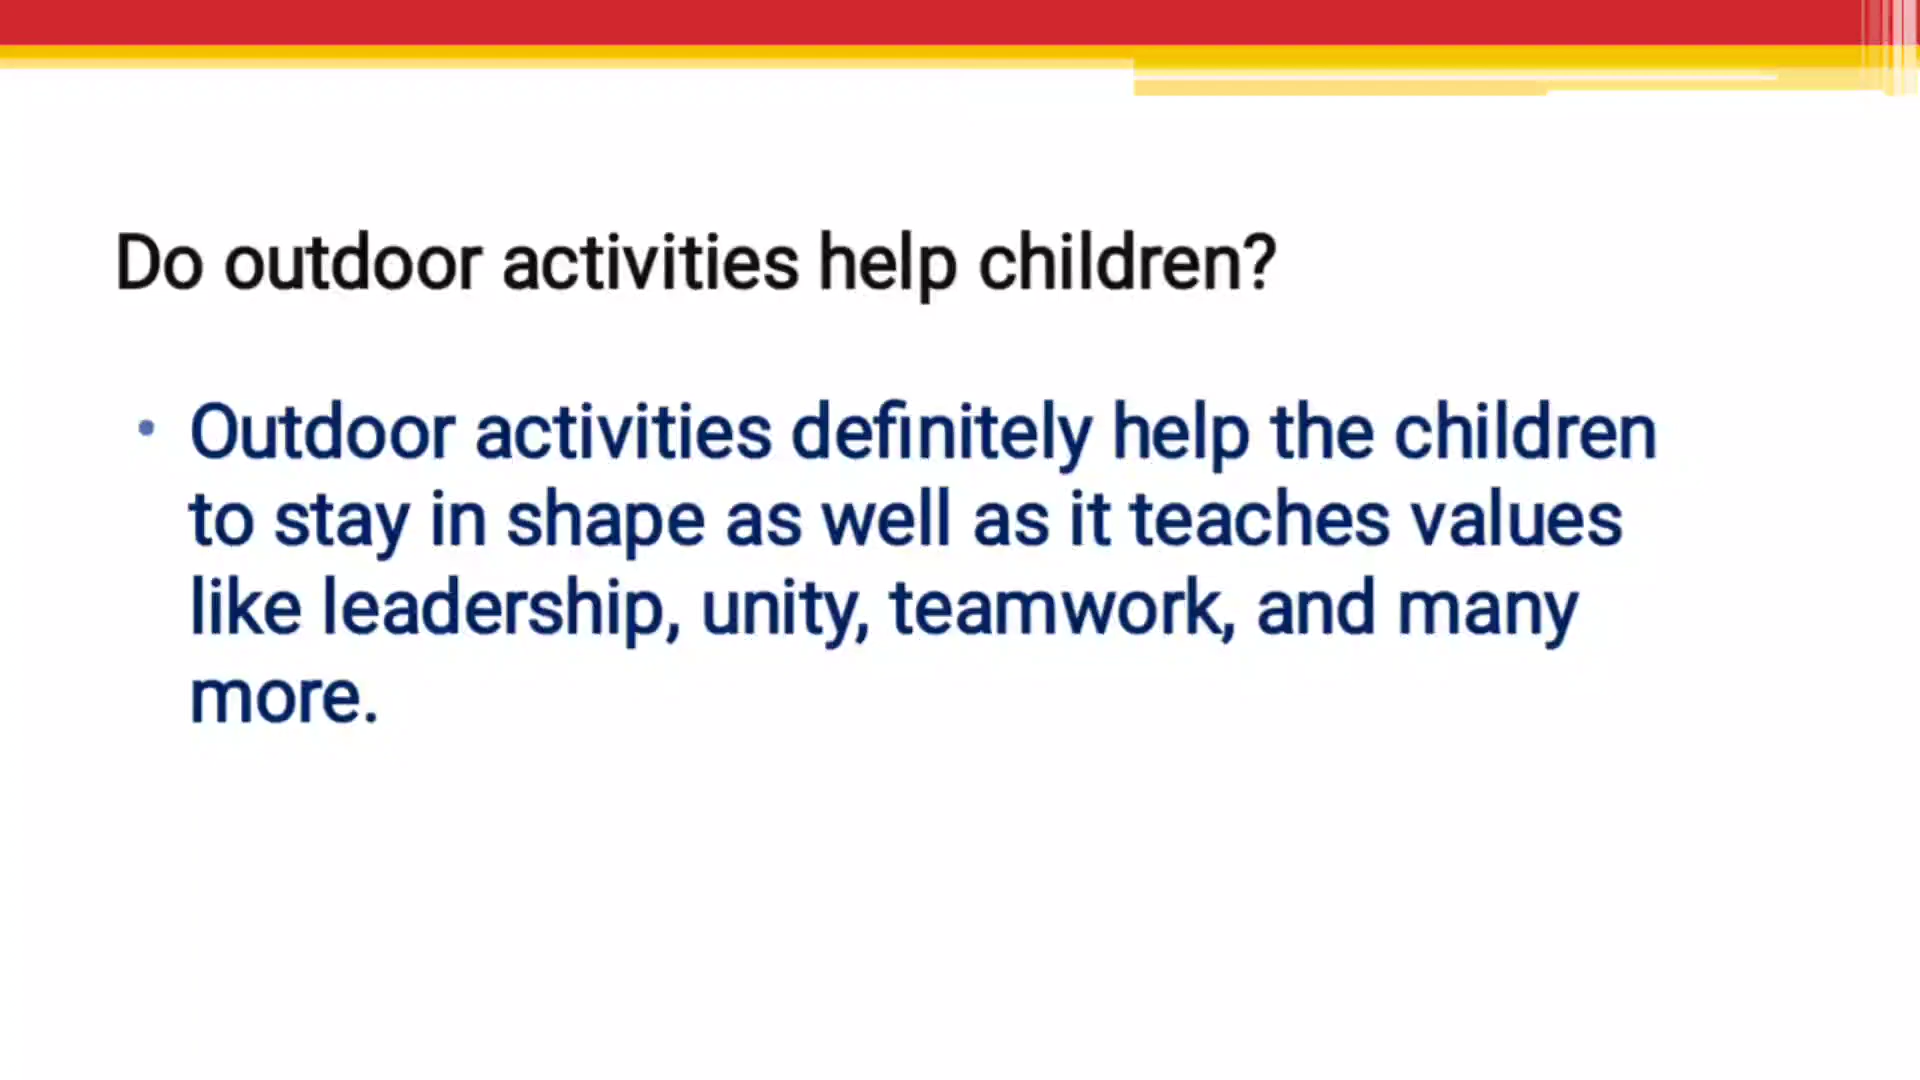 Do outdoor activities help children?
• Outdoor activities definitely help the children
to stay in shape as well as it teaches values
like leadership, unity, teamwork, and many
more.